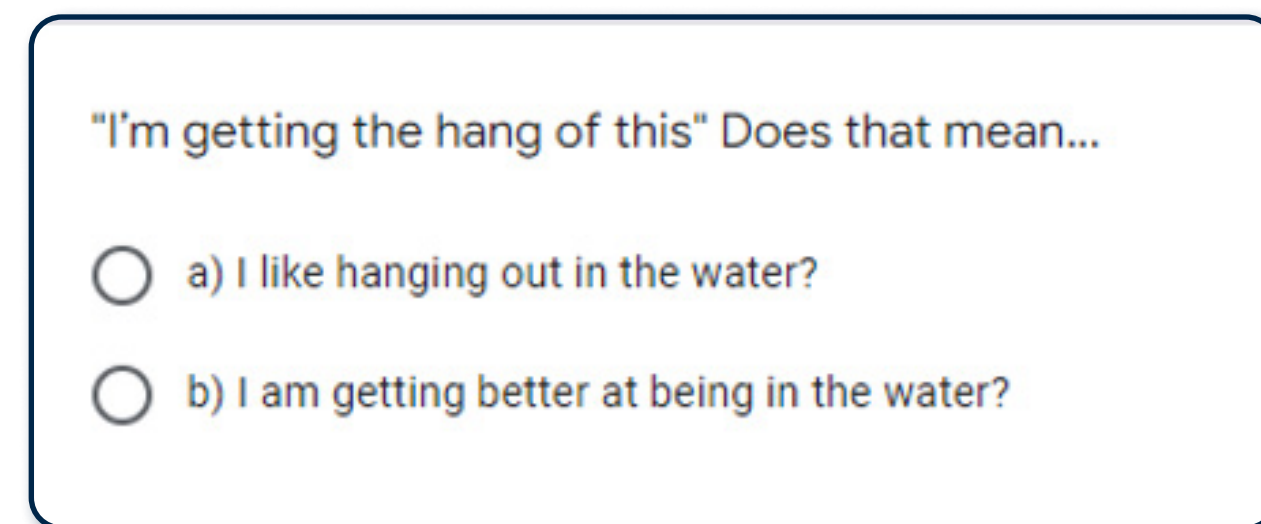 "I'm getting the hang of this" Does that mean...
a) I like hanging out in the water?
b) I am getting better at being in the water?